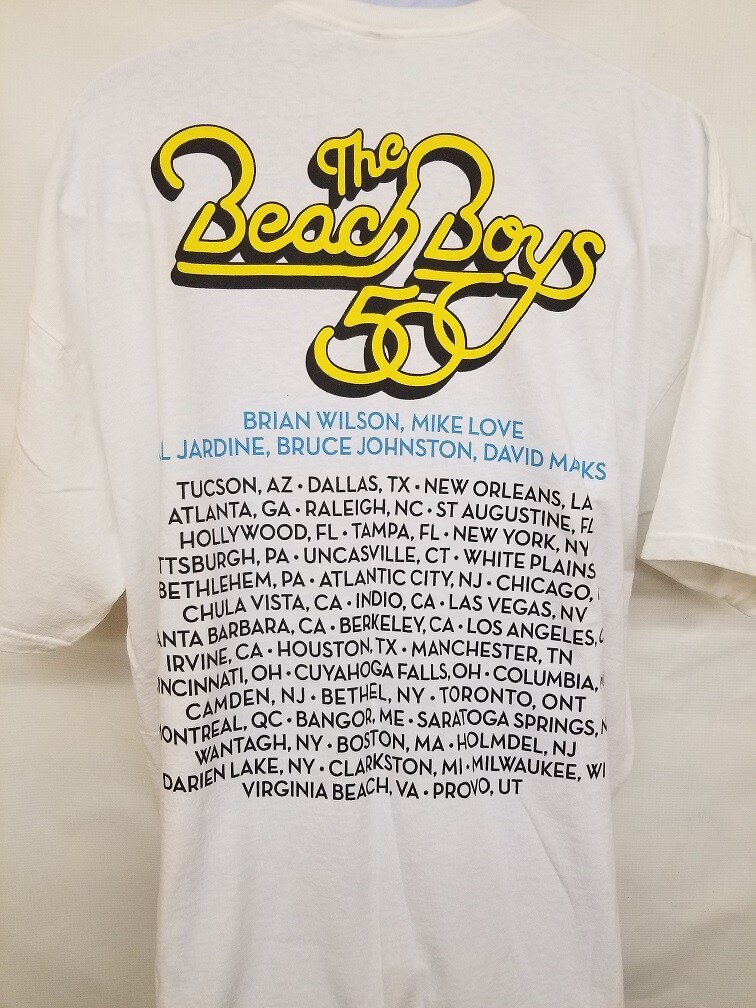 The
Beach Boys
50
BRIAN WILSON, MIKE LOVE
L JARDINE, BRUCE JOHNSTON, DAVID MARKS
TUCSON, AZ • DALLAS, TX • NEW ORLEANS, LA
ATLANTA, GA • RALEIGH, NC • ST AUGUSTINE, FL
HOLLYWOOD, FL • TAMPA, FL • NEW YORK, NY
TTSBURGH, PA • UNCASVILLE, CT • WHITE PLAINS
BETHLEHEM, PA • ATLANTIC CITY, NJ • CHICAGO,
CHULA VISTA, CA • INDIO, CA • LAS VEGAS, NV
ANTA BARBARA, CA • BERKELEY, CA • LOS ANGELES,
IRVINE, CA • HOUSTON, TX • MANCHESTER, TN
INCINNATI, OH • CUYAHOGA FALLS, OH • COLUMBIA,
CAMDEN, NJ • BETHEL, NY • TORONTO, ONT
ONTREAL, QC • BANGOR, ME • SARATOGA SPRINGS,
WANTAGH, NY • BOSTON, MA • HOLMDEL, NJ
DARIEN LAKE, NY • CLARKSTON, MI • MILWAUKEE, WI
VIRGINIA BEACH, VA • PROVO, UT